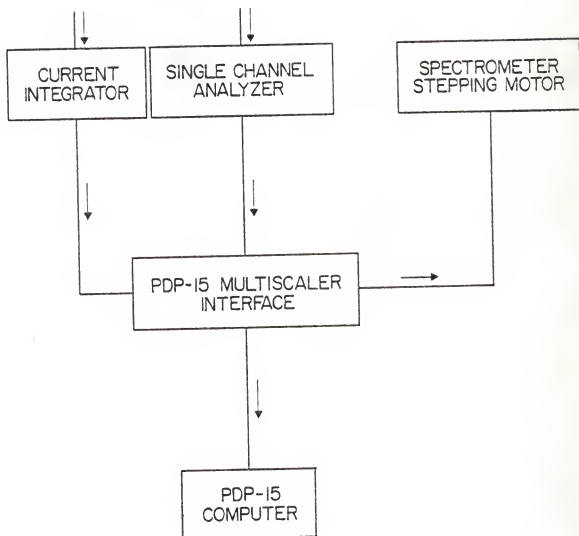 CURRENT
INTEGRATOR
SINGLE CHANNEL
ANALYZER
SPECTROMETER
STEPPING MOTOR
PDP-15 MULTISCALER
INTERFACE
PDP-15
COMPUTER